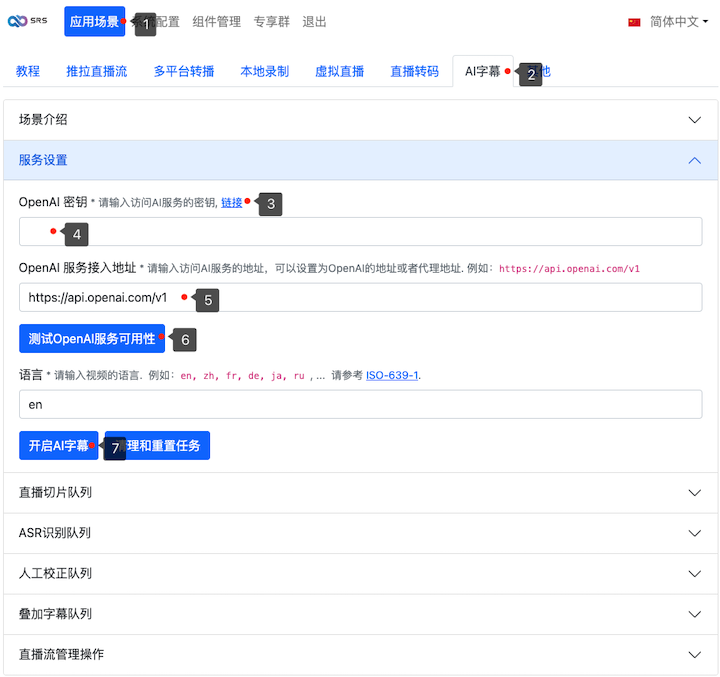 SRS 应用场景 1 系统配置 组件管理 专享群 退出 简体中文
教程 推拉直播流 多平台转播 本地录制 虚拟直播 直播转码 AI字幕 2 其他
场景介绍
服务设置
OpenAI 密钥 * 请输入访问AI服务的密钥, 链接 3
4
OpenAI 服务接入地址 * 请输入访问AI服务的地址，可以设置为OpenAI的地址或者代理地址. 例如：https://api.openai.com/v1
https://api.openai.com/v1 5
测试OpenAI服务可用性 6
语言 * 请输入视频的语言. 例如：en, zh, fr, de, ja, ru , ... 请参考 ISO-639-1.
en
开启AI字幕 7 理和重置任务
直播切片队列
ASR识别队列
人工校正队列
叠加字幕队列
直播流管理操作